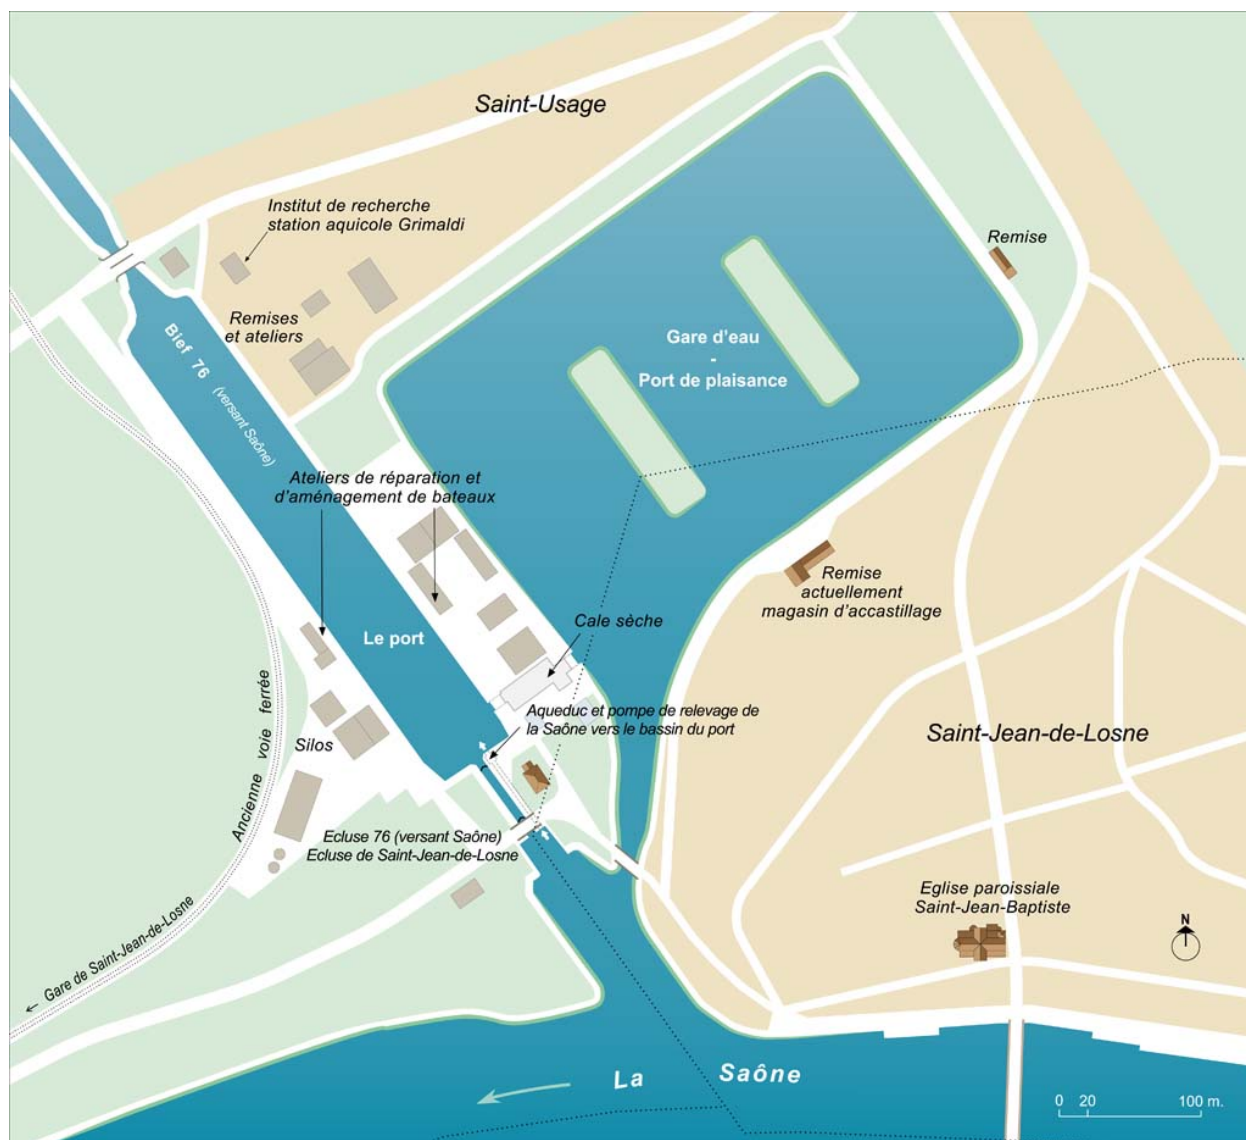 Saint-Usage
Institut de recherche
station aquicole Grimaldi
Remise
Remises
et ateliers
Bief 76 (versant Saône)
Gare d'eau
-
Port de plaisance
Ateliers de réparation et
d'aménagement de bateaux
Remise
actuellement
magasin d'accastillage
Cale sèche
Le port
Ancienne voie ferrée
Aqueduc et pompe de relevage de
la Saône vers le bassin du port
Saint-Jean-de-Losne
Silos
Ecluse 76 (versant Saône)
Ecluse de Saint-Jean-de-Losne
Eglise paroissiale
Saint-Jean-Baptiste
N
← Gare de Saint-Jean-de-Losne
La Saône
0 20 100 m.